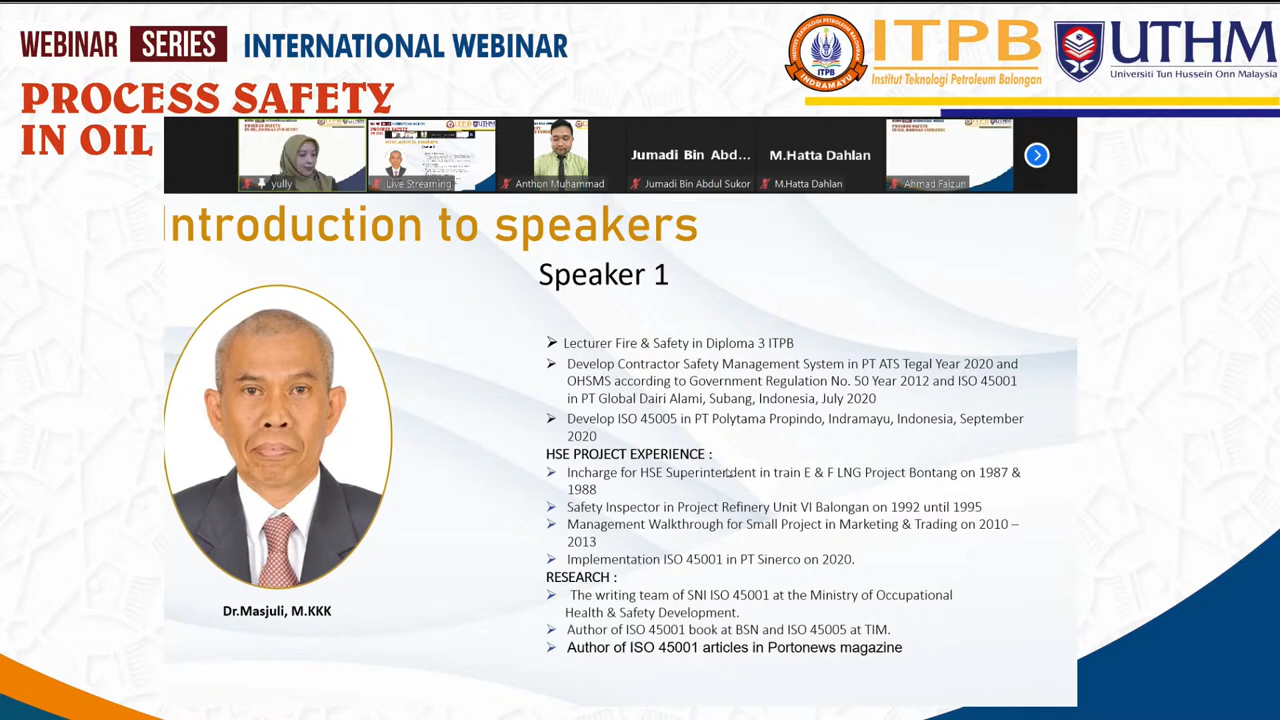 WEBINAR SERIES INTERNATIONAL WEBINAR
PROCESS SAFETY
IN OIL
INSTITUT TEKNOLOGI PETROLEUM BALONGAN
ITPB
INDRAMAYU
ITPB
Institut Teknologi Petroleum Balongan
UTHM
Universiti Tun Hussein Onn Malaysia
yully
Live Streaming
Anthon Muhammad
Jumadi Bin Abd...
Jumadi Bin Abdul Sukor
M.Hatta Dahlan
M.Hatta Dahlan
Ahmad Faizun
Introduction to speakers
Speaker 1
Dr.Masjuli, M.KKK
Lecturer Fire & Safety in Diploma 3 ITPB
Develop Contractor Safety Management System in PT ATS Tegal Year 2020 and
OHSMS according to Government Regulation No. 50 Year 2012 and ISO 45001
in PT Global Dairi Alami, Subang, Indonesia, July 2020
Develop ISO 45005 in PT Polytama Propindo, Indramayu, Indonesia, September
2020
HSE PROJECT EXPERIENCE :
Incharge for HSE Superintendent in train E & F LNG Project Bontang on 1987 &
1988
Safety Inspector in Project Refinery Unit VI Balongan on 1992 until 1995
Management Walkthrough for Small Project in Marketing & Trading on 2010 –
2013
Implementation ISO 45001 in PT Sinerco on 2020.
RESEARCH :
The writing team of SNI ISO 45001 at the Ministry of Occupational
Health & Safety Development.
Author of ISO 45001 book at BSN and ISO 45005 at TIM.
Author of ISO 45001 articles in Portonews magazine